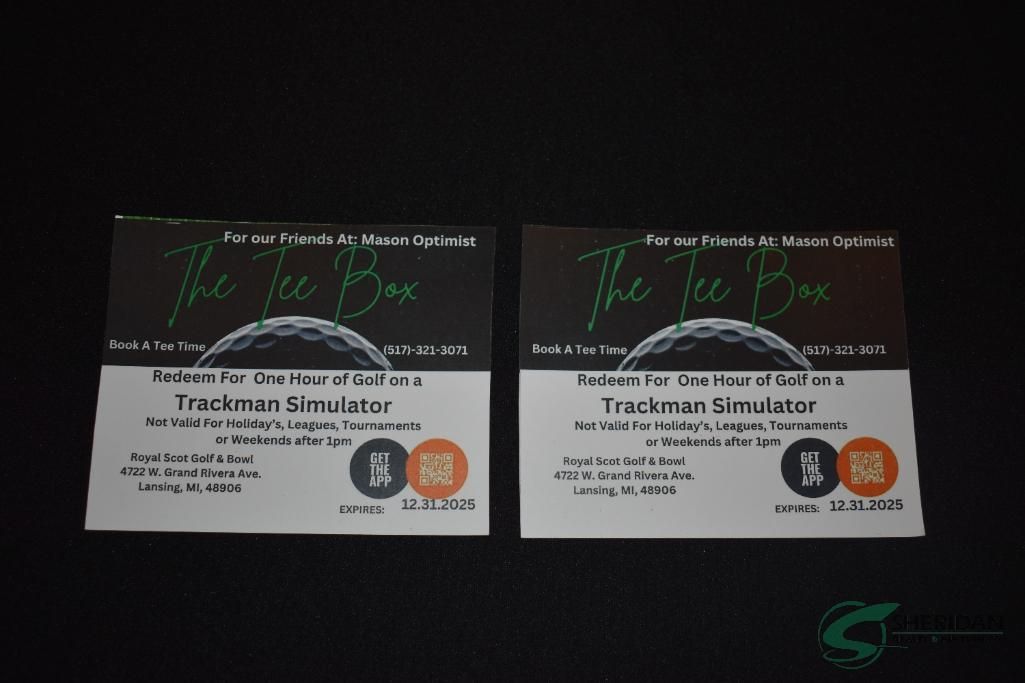 For our Friends At: Mason Optimist
The Tee Box
Book A Tee Time
(517)-321-3071
Redeem For One Hour of Golf on a
Trackman Simulator
Not Valid For Holiday's, Leagues, Tournaments
or Weekends after 1pm
Royal Scot Golf & Bowl
4722 W. Grand Rivera Ave.
Lansing, MI, 48906
GET
THE
APP
EXPIRES: 12.31.2025
For our Friends At: Mason Optimist
The Tee Box
Book A Tee Time
(517)-321-3071
Redeem For One Hour of Golf on a
Trackman Simulator
Not Valid For Holiday's, Leagues, Tournaments
or Weekends after 1pm
Royal Scot Golf & Bowl
4722 W. Grand Rivera Ave.
Lansing, MI, 48906
GET
THE
APP
EXPIRES: 12.31.2025
SHERIDAN